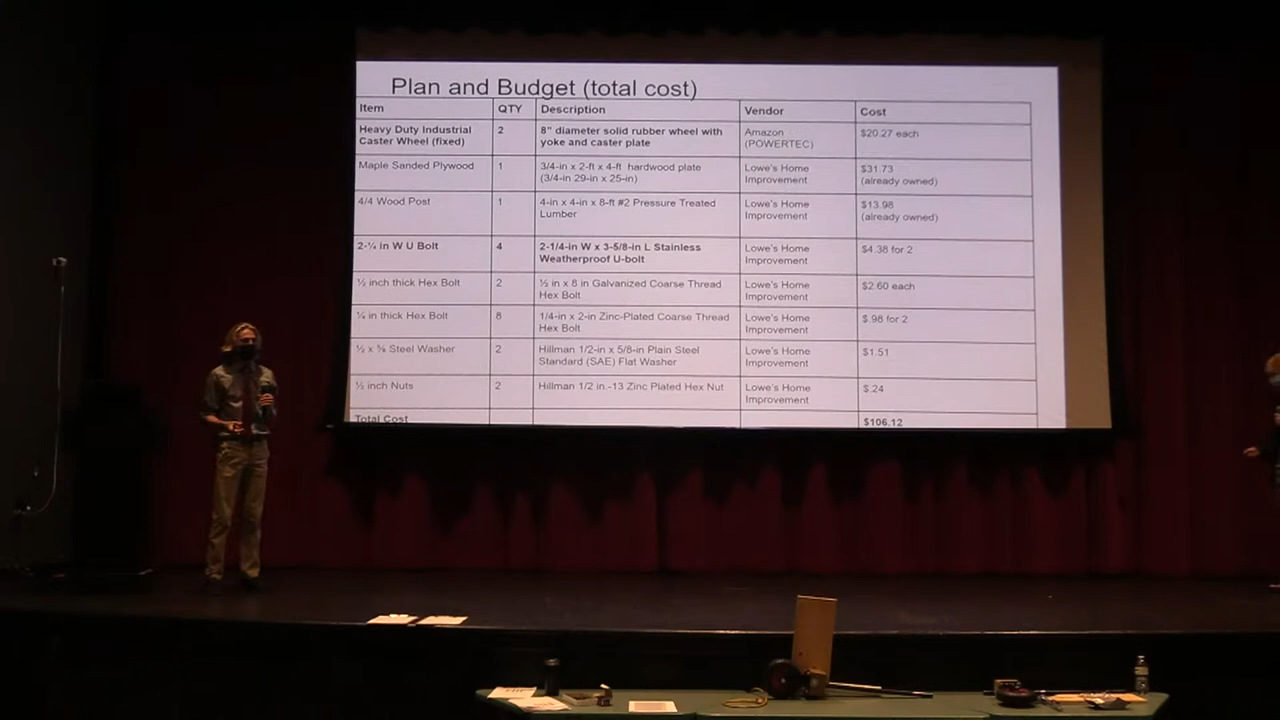 Plan and Budget (total cost)
Item QTY Description Vendor Cost
Heavy Duty Industrial Caster Wheel (fixed) 2 8" diameter solid rubber wheel with yoke and caster plate Amazon (POWERTEC) $20.27 each
Maple Sanded Plywood 1 3/4-in x 2-ft x 4-ft hardwood plate (3/4-in 29-in x 25-in) Lowe's Home Improvement $31.73 (already owned)
4/4 Wood Post 1 4-in x 4-in x 8-ft #2 Pressure Treated Lumber Lowe's Home Improvement $13.98 (already owned)
2-¼ in W U Bolt 4 2-1/4-in W x 3-5/8-in L Stainless Weatherproof U-bolt Lowe's Home Improvement $4.38 for 2
½ inch thick Hex Bolt 2 ½ in x 8 in Galvanized Coarse Thread Hex Bolt Lowe's Home Improvement $2.60 each
¼ in thick Hex Bolt 8 1/4-in x 2-in Zinc-Plated Coarse Thread Hex Bolt Lowe's Home Improvement $.98 for 2
½ x ⅝ Steel Washer 2 Hillman 1/2-in x 5/8-in Plain Steel Standard (SAE) Flat Washer Lowe's Home Improvement $1.51
½ inch Nuts 2 Hillman 1/2 in.-13 Zinc Plated Hex Nut Lowe's Home Improvement $.24
Total Cost $106.12